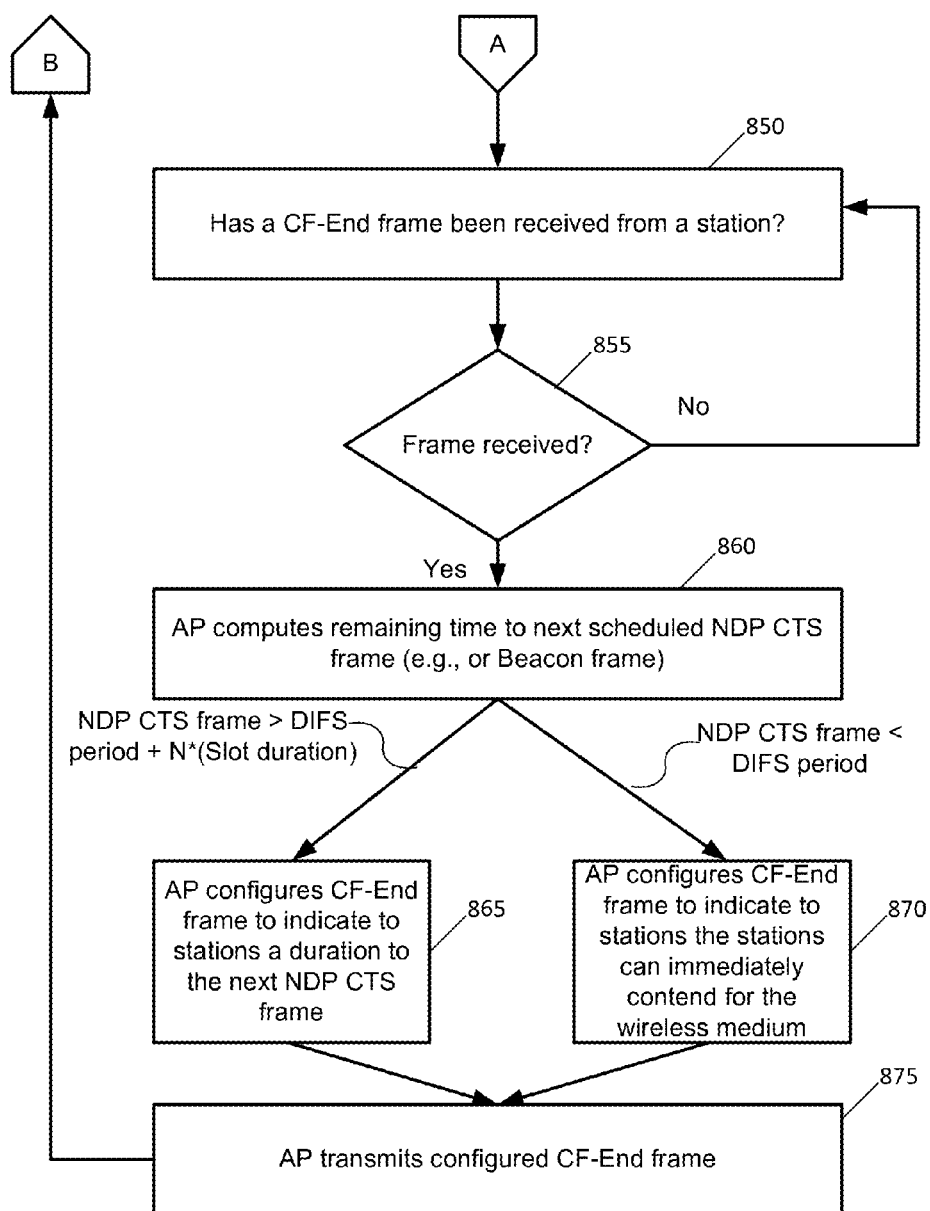 B
A
850
Has a CF-End frame been received from a station?
855
No
Frame received?
Yes
860
AP computes remaining time to next scheduled NDP CTS
frame (e.g., or Beacon frame)
NDP CTS frame > DIFS
period + N*(Slot duration)
NDP CTS frame <
DIFS period
AP configures CF-End
frame to indicate to
stations a duration to
the next NDP CTS
frame
865
AP configures CF-End
frame to indicate to
stations the stations
can immediately
contend for the
wireless medium
870
875
AP transmits configured CF-End frame